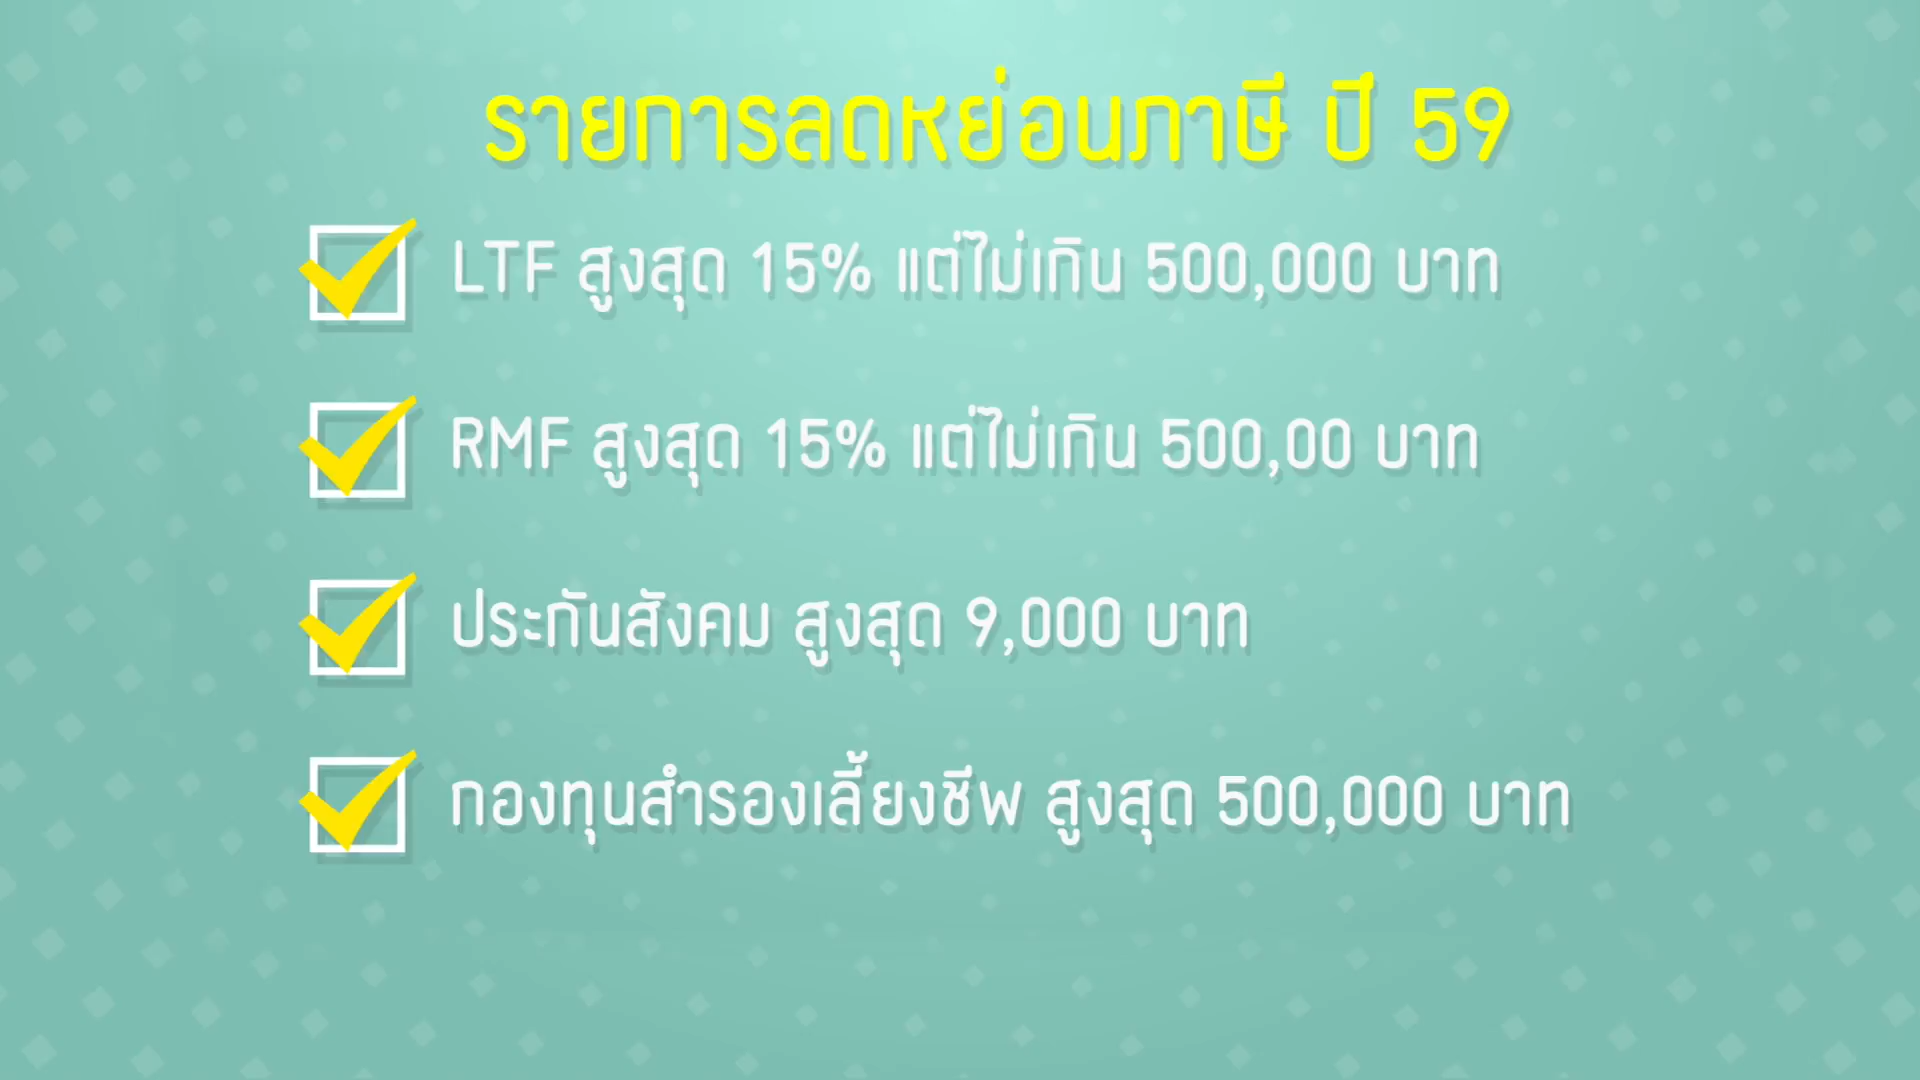 รายการลดหย่อนภาษี ปี 59
LTF สูงสุด 15% แต่ไม่เกิน 500,000 บาท
RMF สูงสุด 15% แต่ไม่เกิน 500,00 บาท
ประกันสังคม สูงสุด 9,000 บาท
กองทุนสำรองเลี้ยงชีพ สูงสุด 500,000 บาท